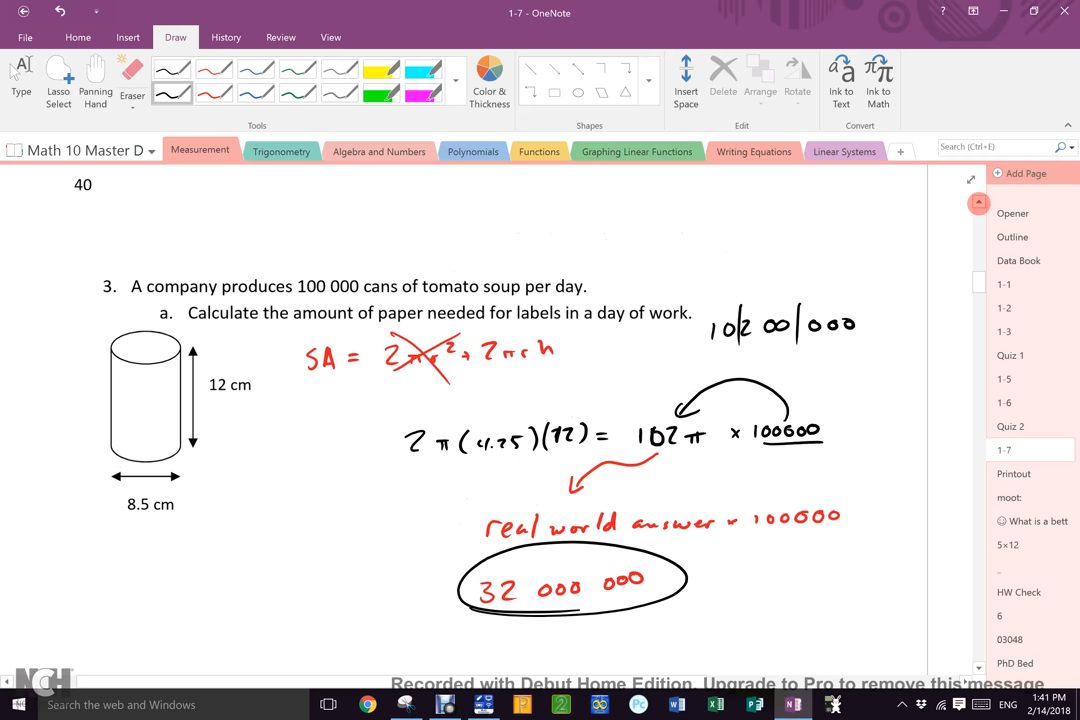 1-7 - OneNote
?
File Home Insert Draw History Review View
Type
Lasso Select
Panning Hand
Eraser
Color & Thickness
Insert Space
Delete
Arrange
Rotate
Ink to Text
Ink to Math
Tools
Shapes
Edit
Convert
Math 10 Master D
Measurement
Trigonometry
Algebra and Numbers
Polynomials
Functions
Graphing Linear Functions
Writing Equations
Linear Systems
Search (Ctrl+E)
Add Page
Opener
Outline
Data Book
1-1
1-2
1-3
Quiz 1
1-5
1-6
Quiz 2
1-7
Printout
moot:
☺ What is a bett
5×12
..
HW Check
6
03048
PhD Bed
40
3. A company produces 100 000 cans of tomato soup per day.
a. Calculate the amount of paper needed for labels in a day of work.
10200000
SA = 2πr² + 2πrh
12 cm
2π(4.25)(12) = 102π × 100000
8.5 cm
real world answer × 100000
32 000 000
NCH
Recorded with Debut Home Edition. Upgrade to Pro to remove this message
Search the web and Windows
ENG
1:41 PM
2/14/2018